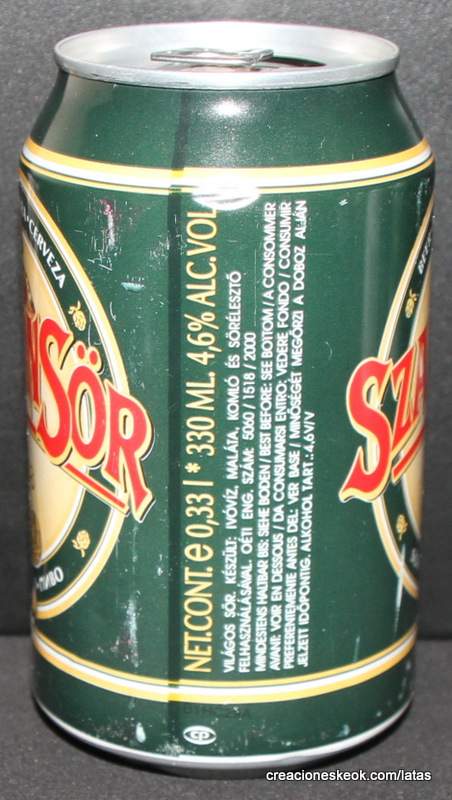 CERVEZA
SÖR
ПИВО
SZ
NET.CONT. e 0,33 l * 330 ML. 4,6% ALC.VOL
VILÁGOS SÖR. KÉSZÜLT: IVÓVÍZ, MALÁTA, KOMLÓ ÉS SÖRÉLESZTŐ
FELHASZNÁLÁSÁVAL. OÉTI ENG. SZÁM: 5060 / 1518 / 2000
MINDESTENS HALTBAR BIS: SIEHE BODEN / BEST BEFORE: SEE BOTTOM / A CONSOMMER
AVANT: VOIR EN DESSOUS / DA CONSUMARSI ENTRO: VEDERE FONDO / CONSUMIR
PREFERENTEMENTE ANTES DEL: VER BASE / MINŐSÉGÉT MEGŐRZI A DOBOZ ALJÁN
JELZETT IDŐPONTIG. ALKOHOL TART.: 4,6V/V
creacioneskeok.com/latas